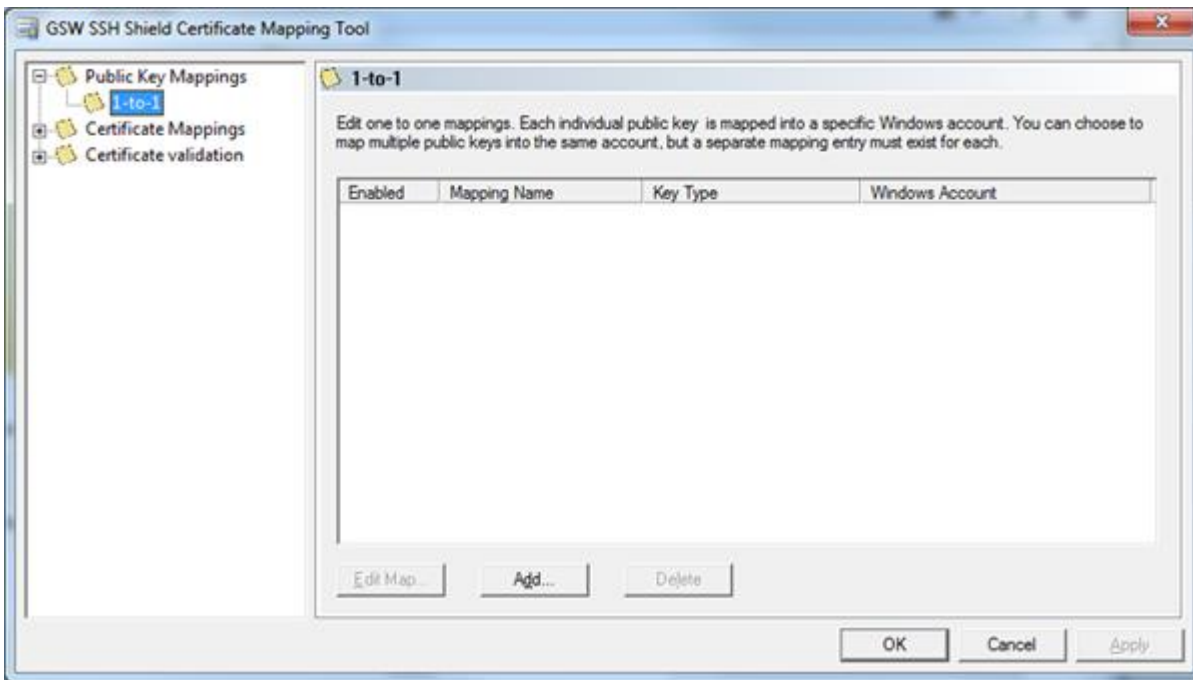 GSW SSH Shield Certificate Mapping Tool
Public Key Mappings
1-to-1
Certificate Mappings
Certificate validation
1-to-1
Edit one to one mappings. Each individual public key is mapped into a specific Windows account. You can choose to
map multiple public keys into the same account, but a separate mapping entry must exist for each.
Enabled Mapping Name Key Type Windows Account
Edit Map... Add... Delete
OK Cancel Apply